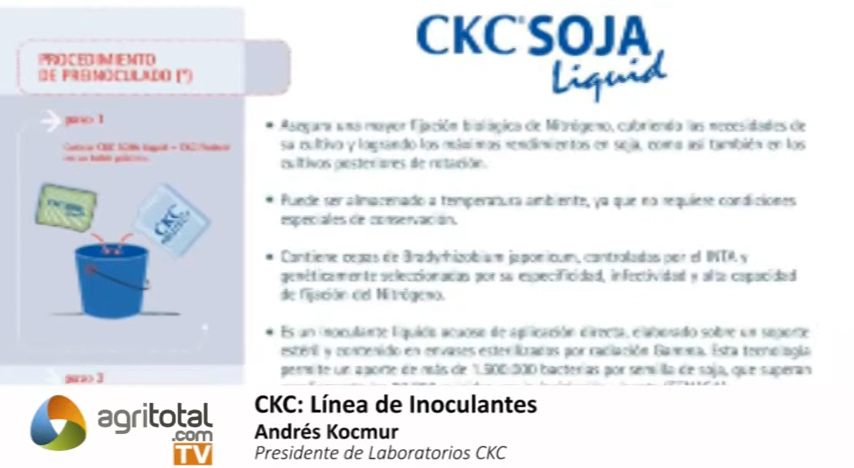 PROCEDIMIENTO
DE PREINOCULADO (*)
paso 1
CKC SOJA Liquid
• Asegura una mayor fijación biológica de Nitrógeno, cubriendo las necesidades de
su cultivo y logrando los máximos rendimientos en soja, como así también en los
cultivos posteriores de rotación.
• Puede ser almacenado a temperatura ambiente, ya que no requiere condiciones
especiales de conservación.
• Contiene cepas de Bradyrhizobium japonicum, controladas por el INTA y
genéticamente seleccionadas por su especificidad, infectividad y alta capacidad
de fijación del Nitrógeno.
• Es un inoculante líquido acuoso de aplicación directa, elaborado sobre un soporte
estéril y contenido en envases esterilizados por radiación Gamma. Esta tecnología
permite un aporte de más de 1.500.000 bacterias por semilla de soja, que superan
CKC
paso 3
agritotal
.com
TV
CKC: Línea de Inoculantes
Andrés Kocmur
Presidente de Laboratorios CKC